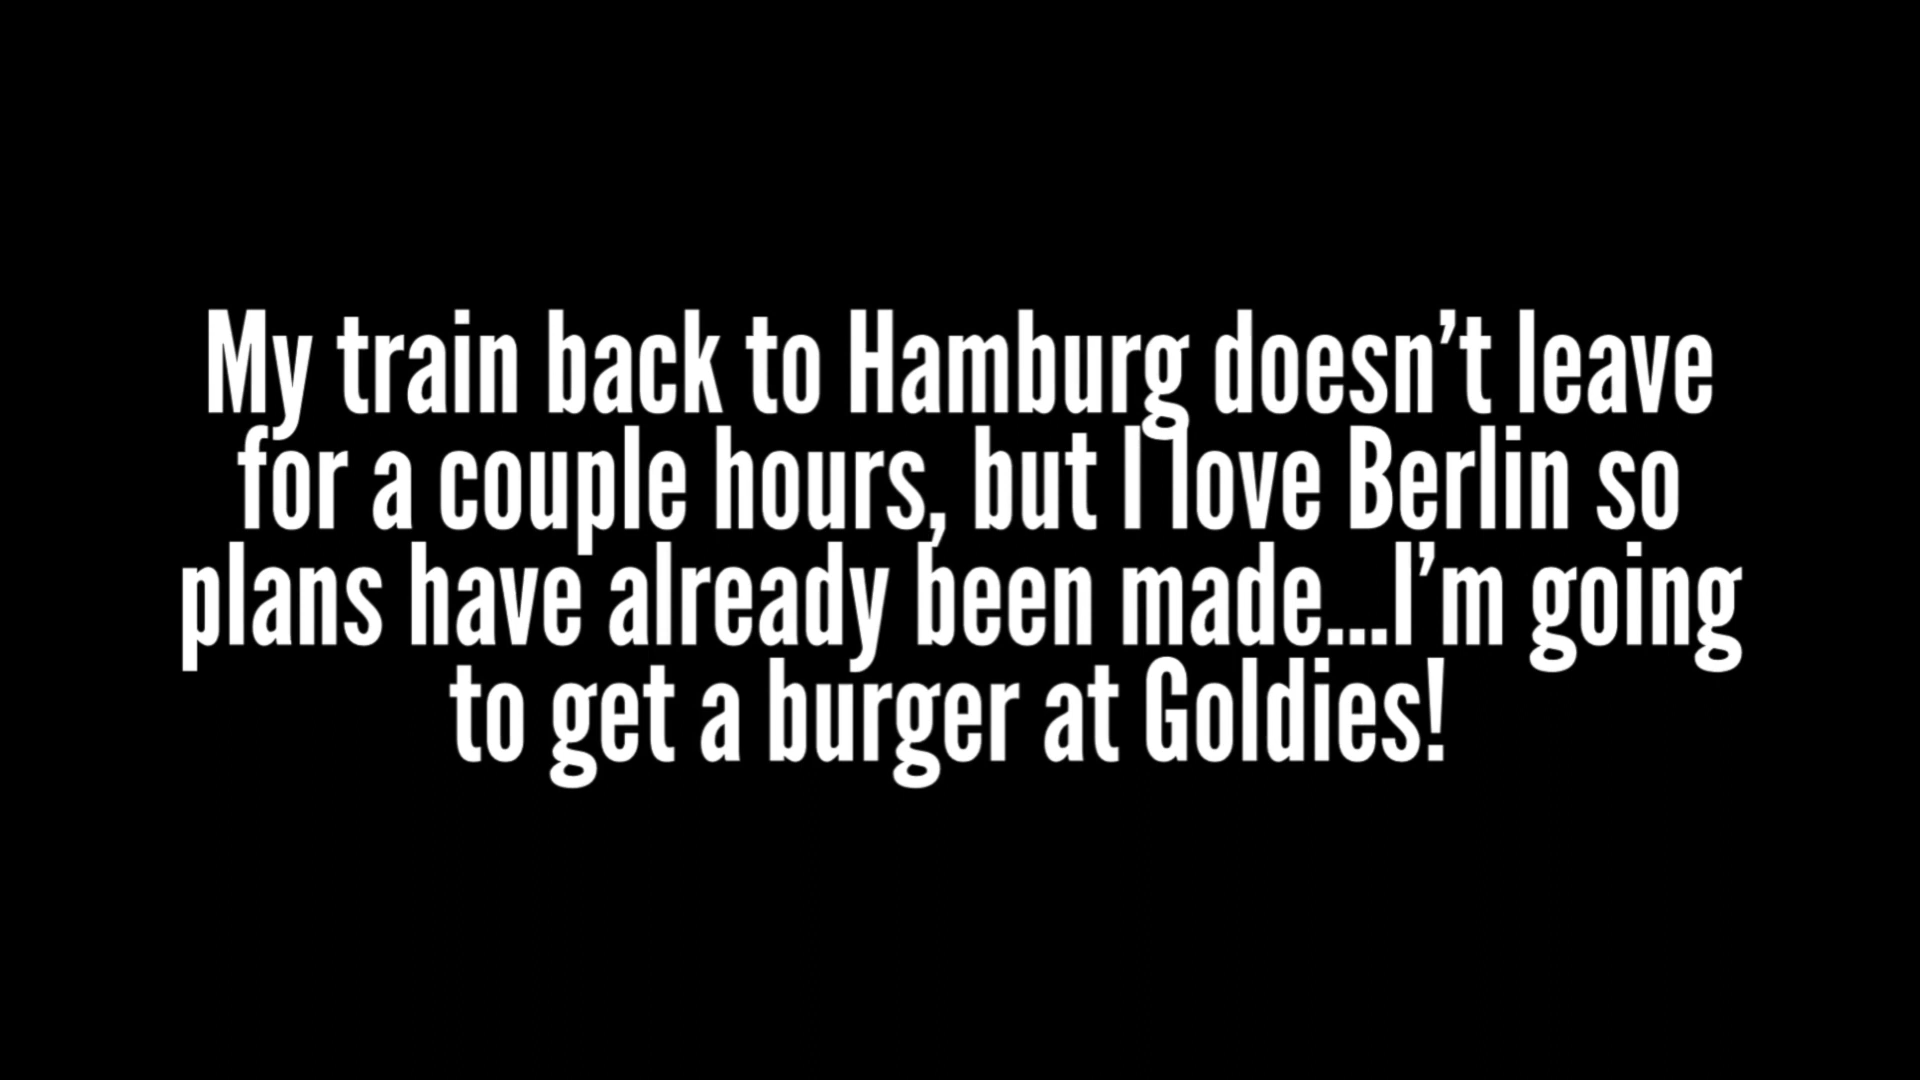 My train back to Hamburg doesn’t leave
for a couple hours, but I love Berlin so
plans have already been made...I’m going
to get a burger at Goldies!